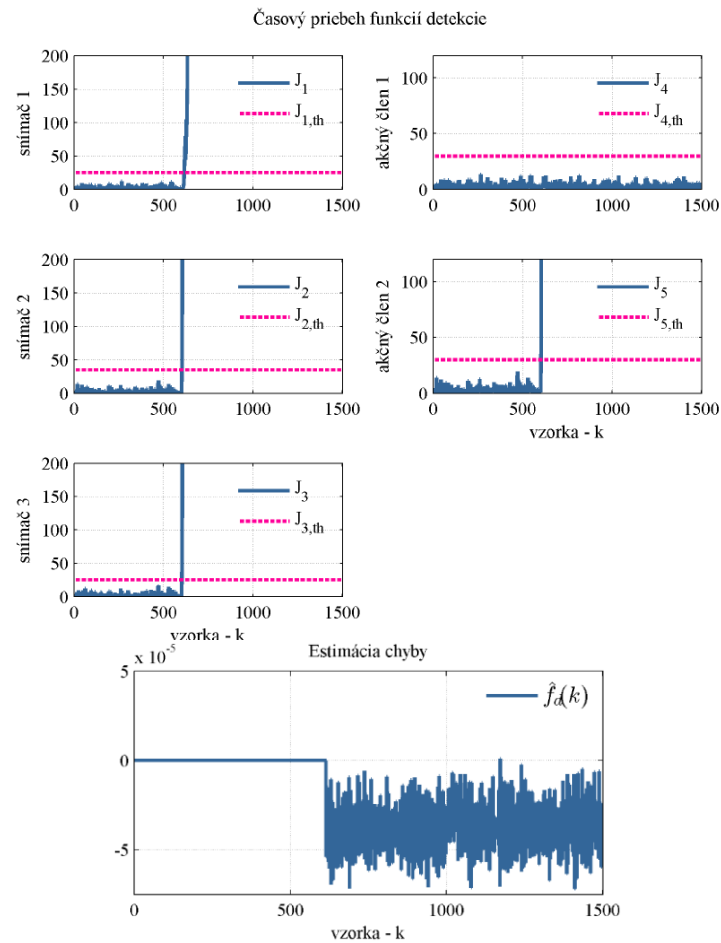 Časový priebeh funkcií detekcie
200
150
100
50
0
snímač 1
J1
J1,th
0 500 1000 1500
100
50
0
akčný člen 1
J4
J4,th
0 500 1000 1500
200
150
100
50
0
snímač 2
J2
J2,th
0 500 1000 1500
100
50
0
akčný člen 2
J5
J5,th
0 500 1000 1500
vzorka - k
200
150
100
50
0
snímač 3
J3
J3,th
0 500 1000 1500
vzorka - k
Estimácia chyby
x 10-5
5
0
-5
f̂a(k)
0 500 1000 1500
vzorka - k